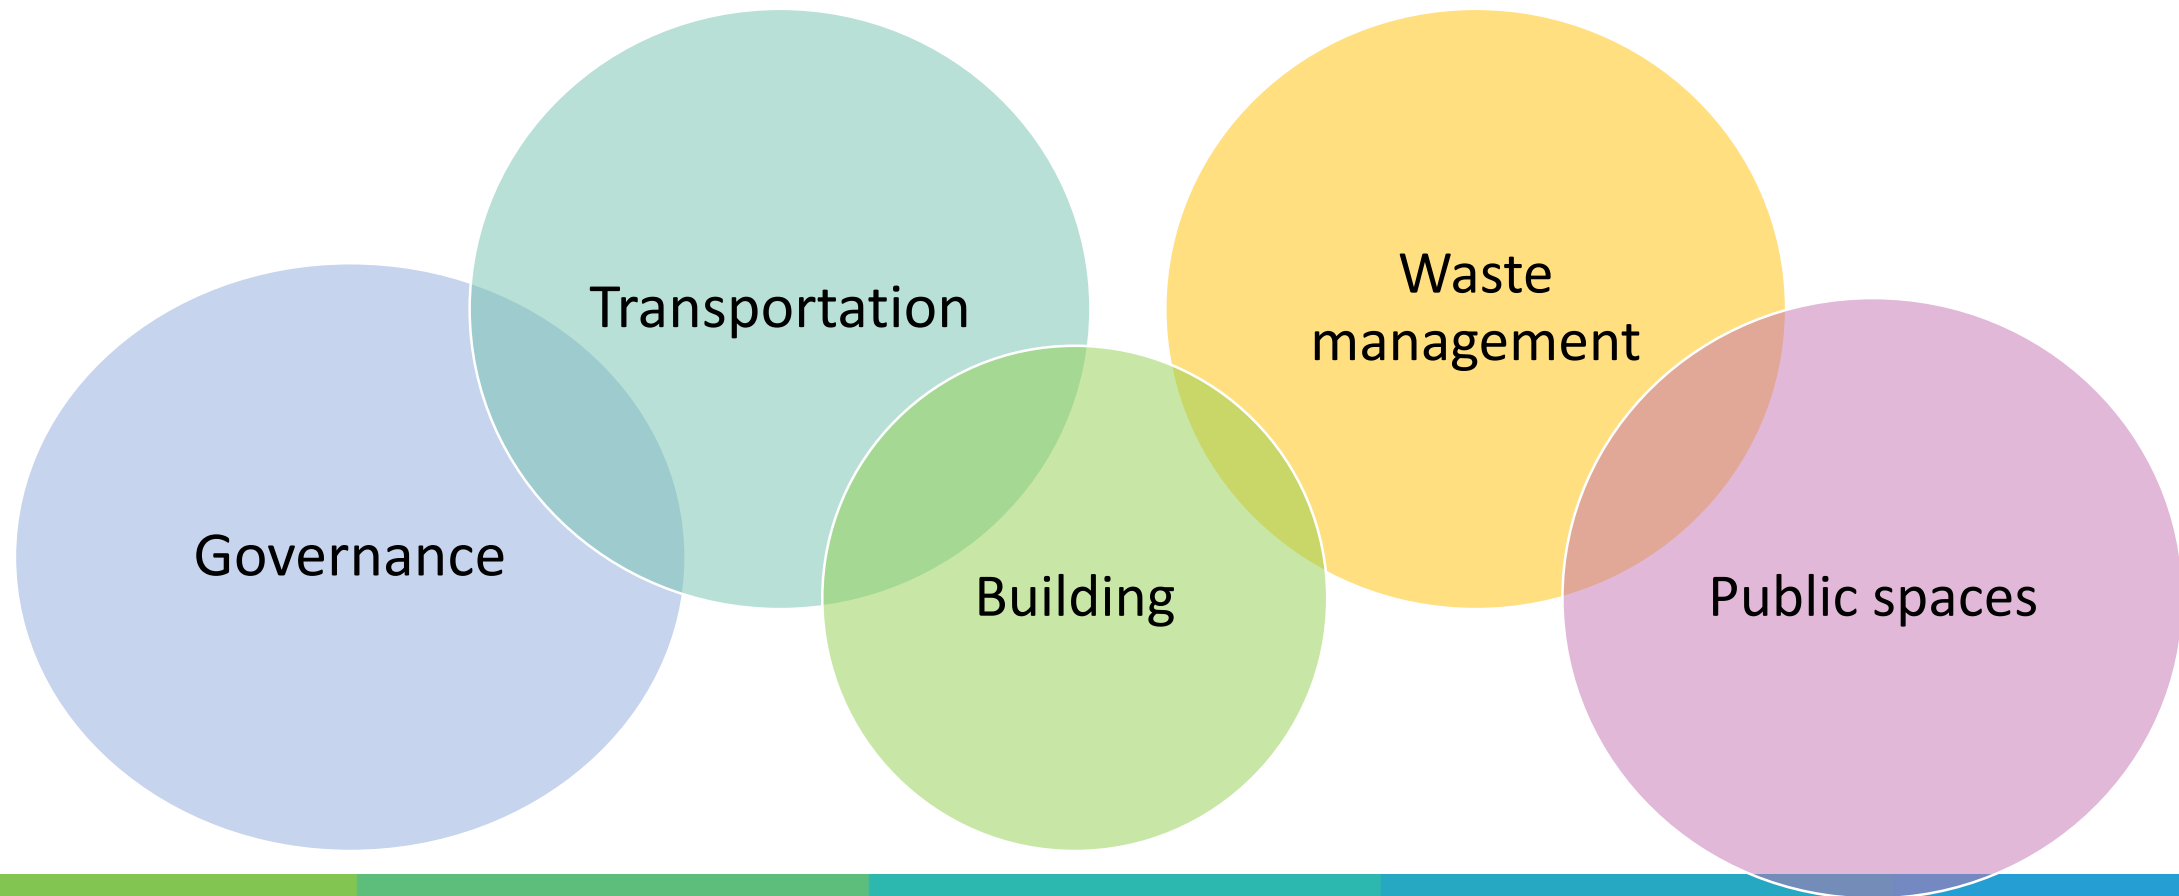 Governance
Transportation
Building
Waste
management
Public spaces